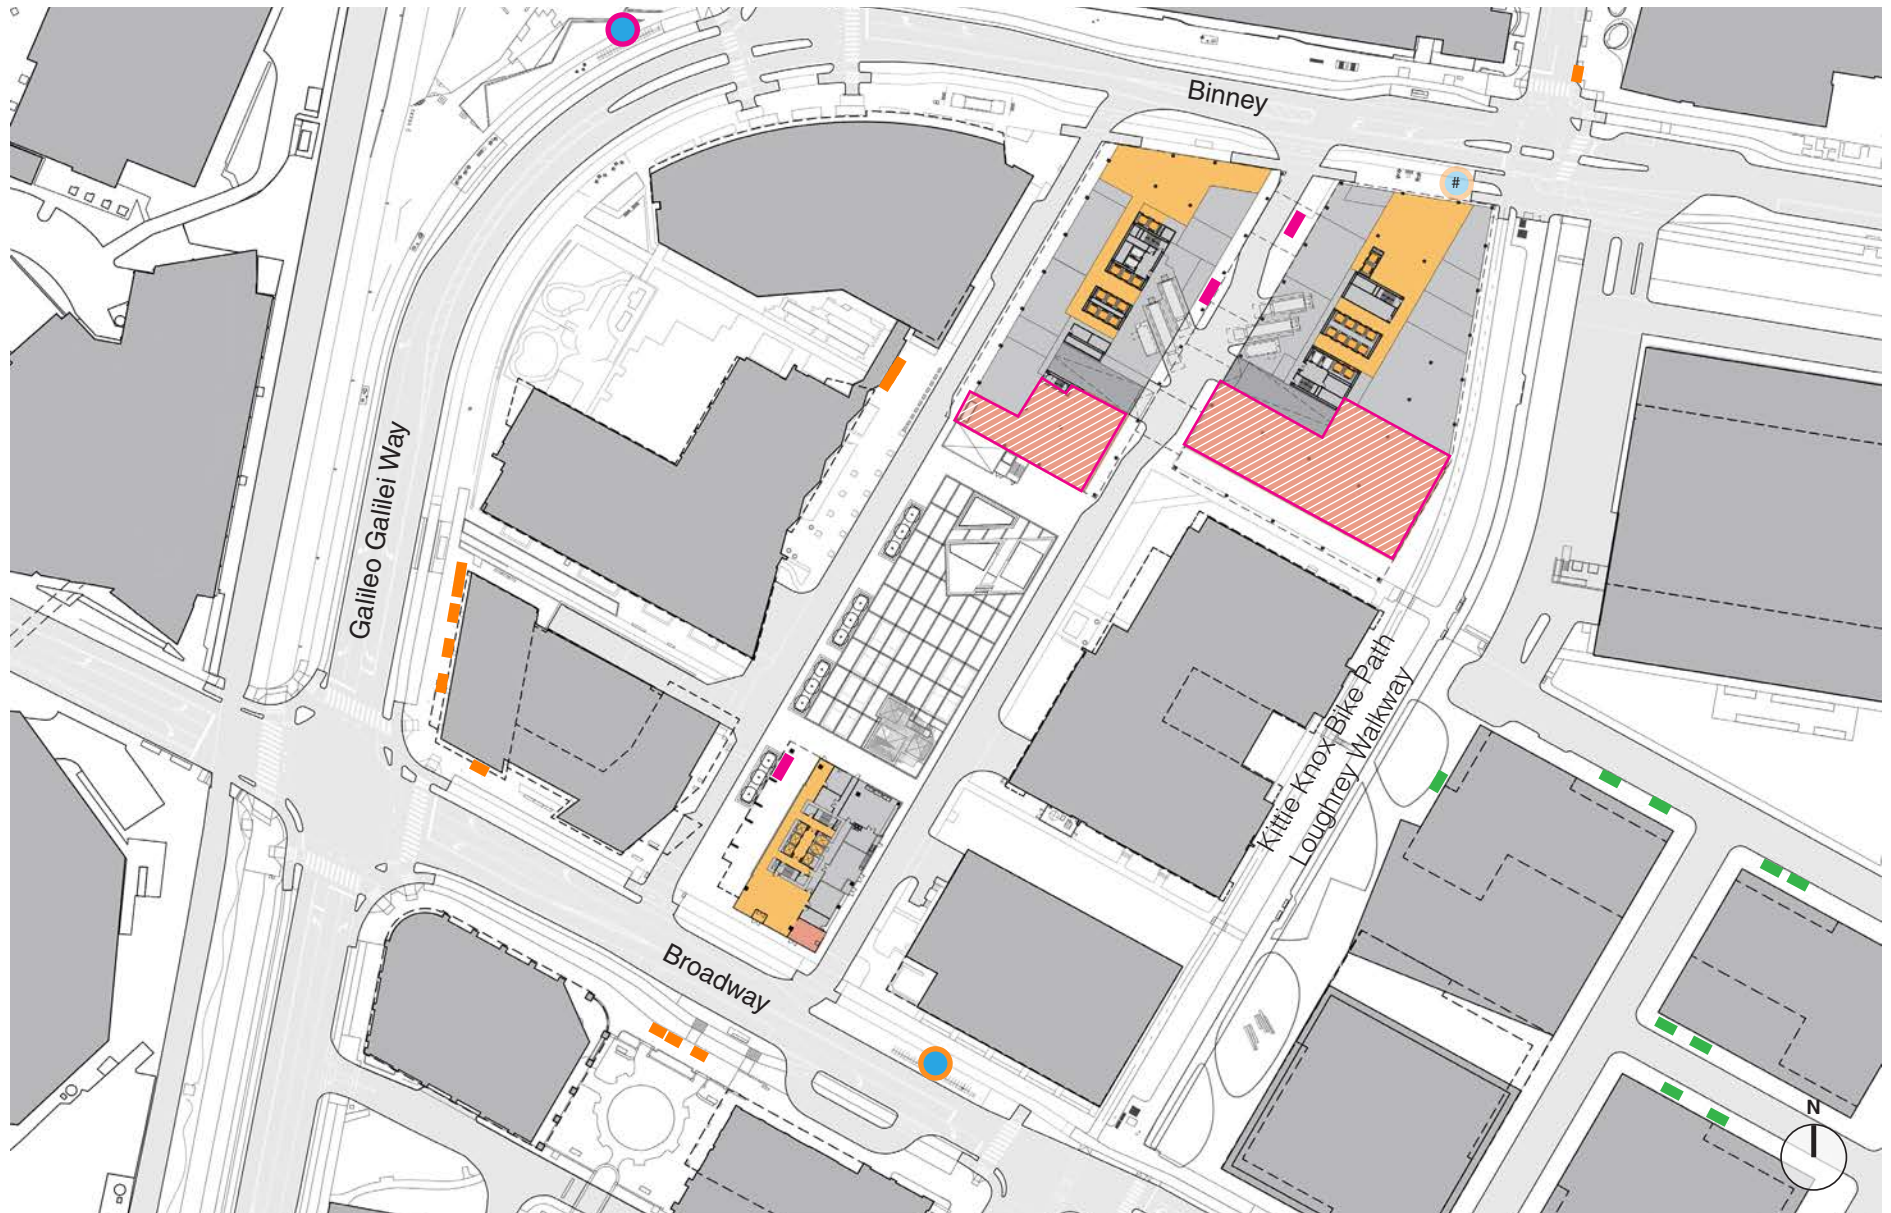 Binney
#
Galileo Galilei Way
Kittie Knox Bike Path
Loughrey Walkway
Broadway
N